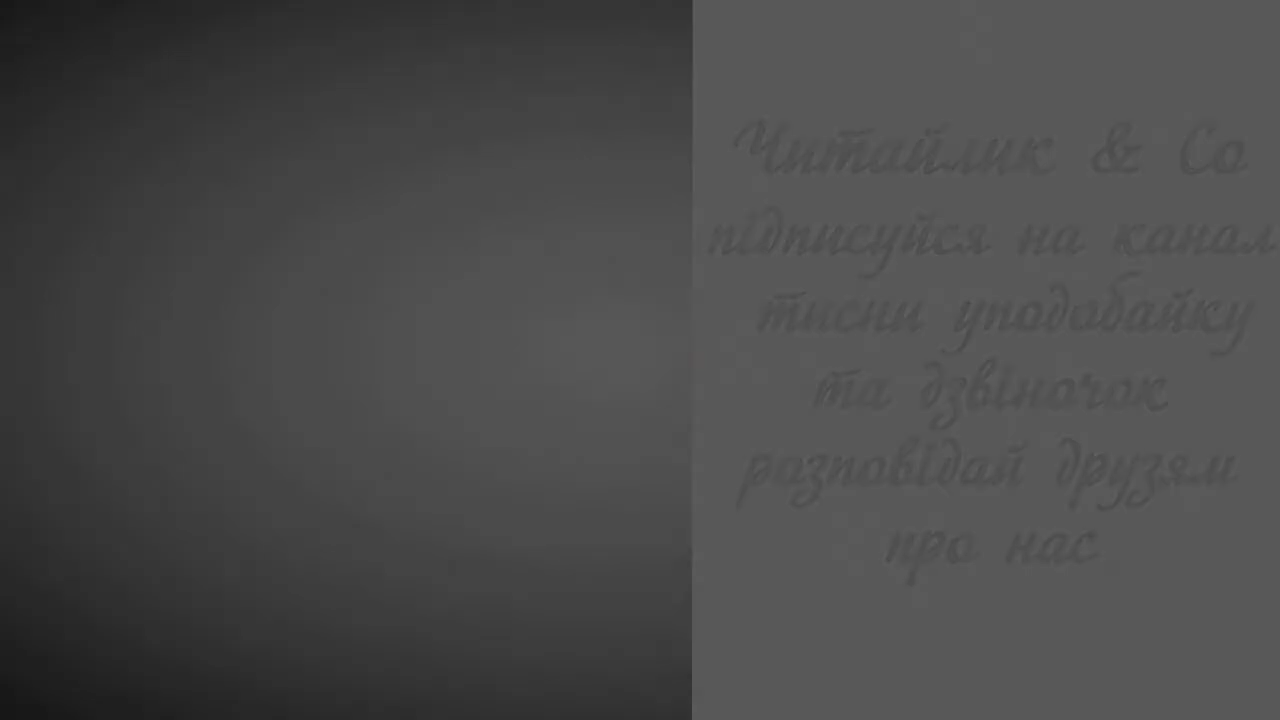 Читайлик & Co
підписуйся на канал
тисни уподобайку
та дзвіночок
розповідай друзям
про нас